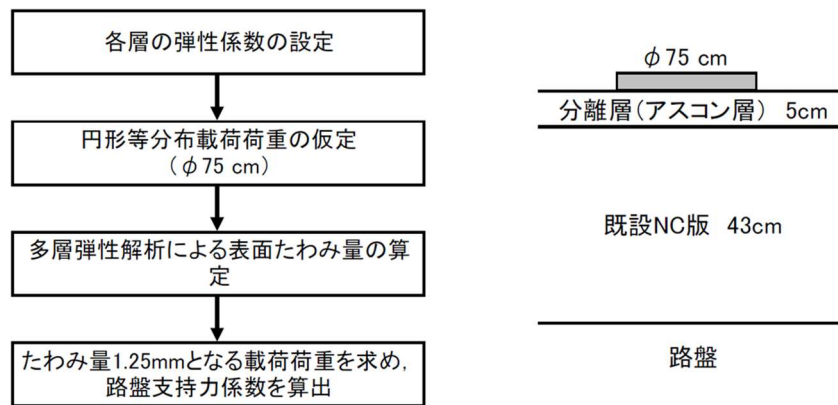 各層の弾性係数の設定
円形等分布載荷荷重の仮定
(φ75 cm)
多層弾性解析による表面たわみ量の算
定
たわみ量1.25mmとなる載荷荷重を求め,
路盤支持力係数を算出
φ75 cm
分離層(アスコン層) 5cm
既設NC版 43cm
路盤